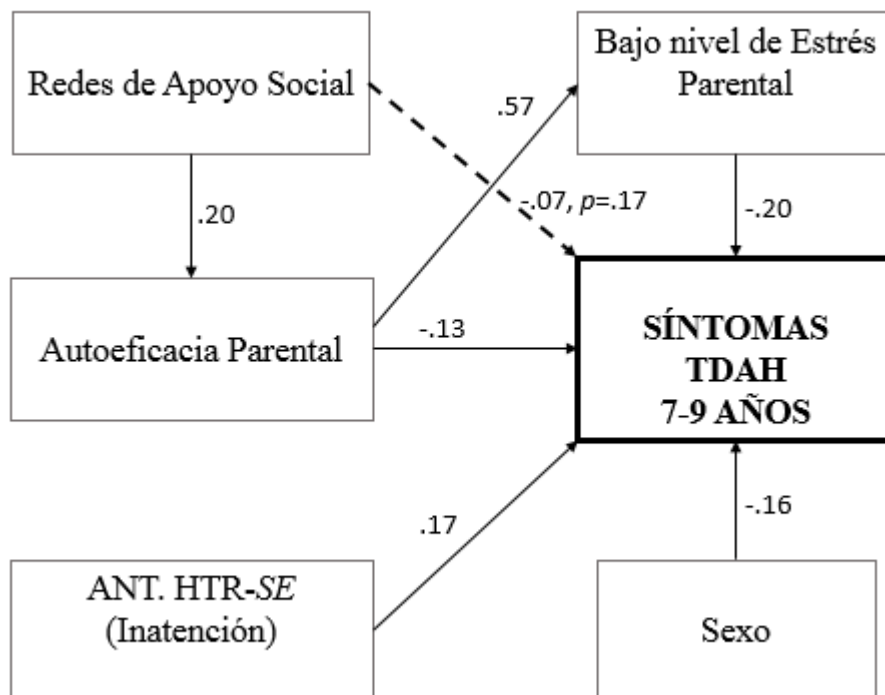 Redes de Apoyo Social
Bajo nivel de Estrés
Parental
.57
.20
-.07, p=.17
-.20
Autoeficacia Parental
-.13
SÍNTOMAS
TDAH
7-9 AÑOS
.17
-.16
ANT. HTR-SE
(Inatención)
Sexo